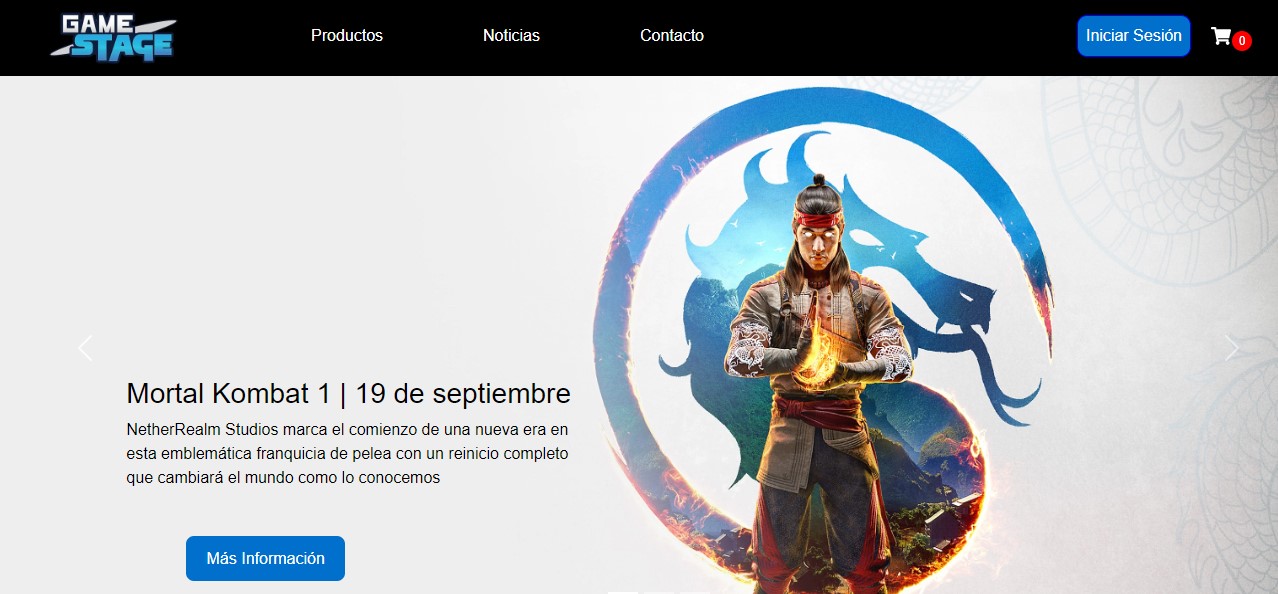 GAME
STAGE
Productos
Noticias
Contacto
Iniciar Sesión
0
Mortal Kombat 1 | 19 de septiembre
NetherRealm Studios marca el comienzo de una nueva era en
esta emblemática franquicia de pelea con un reinicio completo
que cambiará el mundo como lo conocemos
Más Información